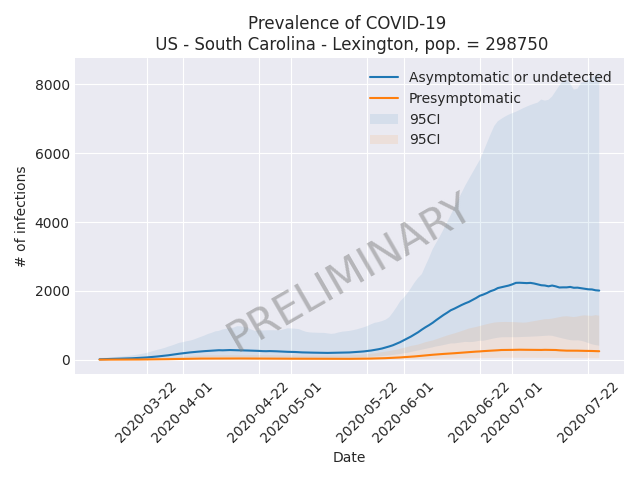 Prevalence of COVID-19
US - South Carolina - Lexington, pop. = 298750
Asymptomatic or undetected
Presymptomatic
95CI
95CI
# of infections
8000
6000
4000
2000
0
PRELIMINARY
2020-03-22
2020-04-01
2020-04-22
2020-05-01
2020-05-22
2020-06-01
2020-06-22
2020-07-01
2020-07-22
Date